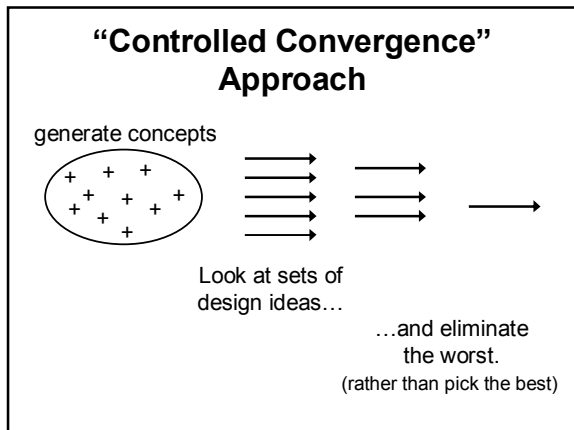 “Controlled Convergence”
Approach
generate concepts
Look at sets of
design ideas…
…and eliminate
the worst.
(rather than pick the best)